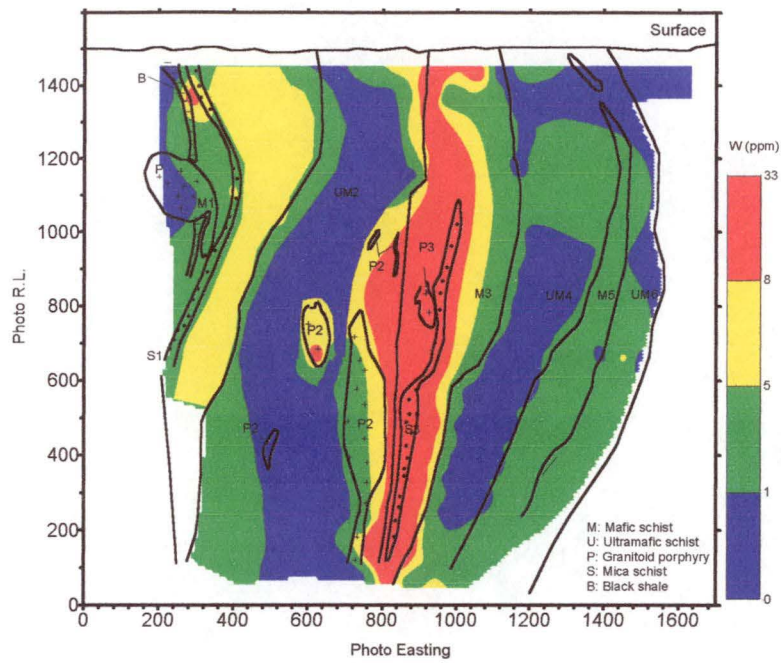 Surface
1400
B
W (ppm)
1200
33
P
UM2
M1
1000
P2
P3
Photo R.L.
8
M3
UM4
M5
UM6
800
P2
S1
5
600
P2
P2
S3
400
1
M: Mafic schist
U: Ultramafic schist
P: Granitoid porphyry
S: Mica schist
B: Black shale
200
0
0
0 200 400 600 800 1000 1200 1400 1600
Photo Easting